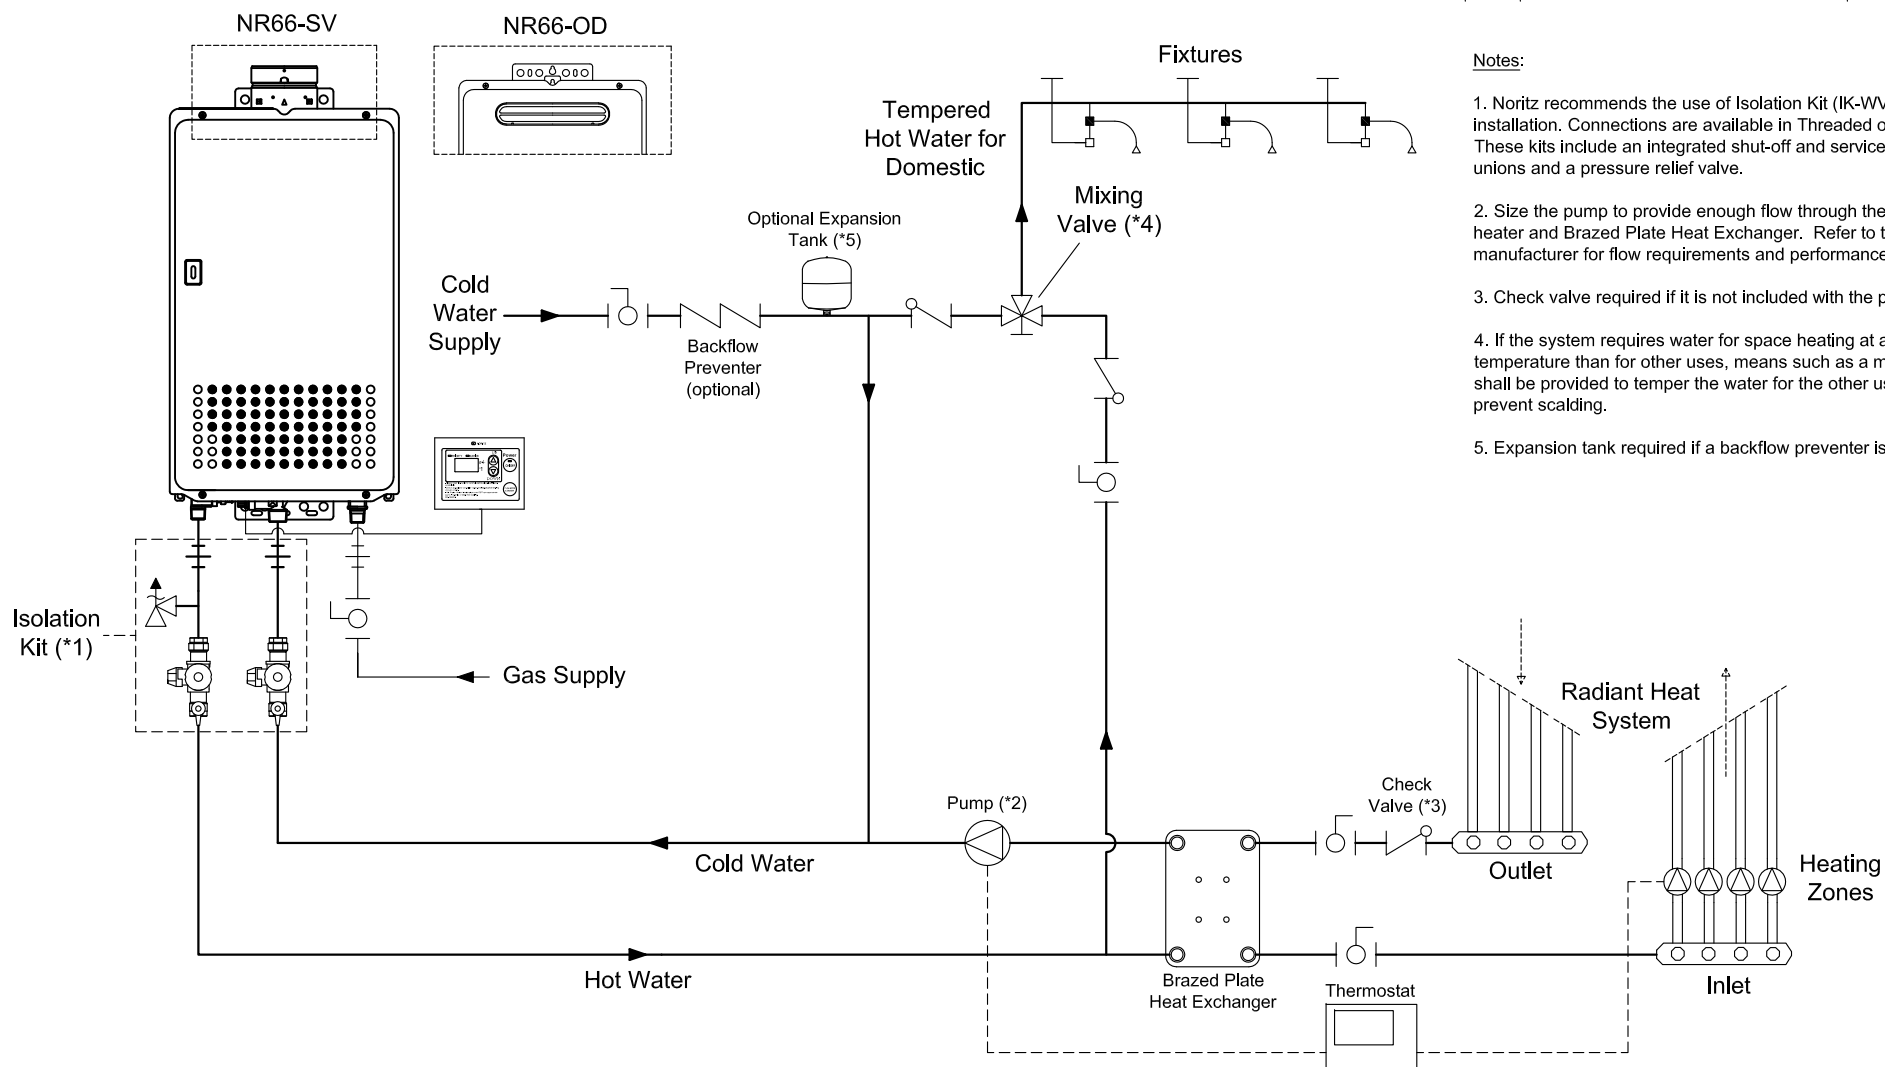 NR66-SV
NR66-OD
Fixtures
Tempered
Hot Water for
Domestic
Mixing
Valve (*4)
Optional Expansion
Tank (*5)
Cold
Water
Supply
Backflow
Preventer
(optional)
Power
Isolation
Kit (*1)
Gas Supply
Radiant Heat
System
Check
Valve (*3)
Pump (*2)
Cold Water
Outlet
Heating
Zones
Hot Water
Brazed Plate
Heat Exchanger
Thermostat
Inlet
Notes:
1. Noritz recommends the use of Isolation Kit (IK-WV
installation. Connections are available in Threaded o
These kits include an integrated shut-off and service
unions and a pressure relief valve.
2. Size the pump to provide enough flow through the
heater and Brazed Plate Heat Exchanger. Refer to t
manufacturer for flow requirements and performance
3. Check valve required if it is not included with the p
4. If the system requires water for space heating at a
temperature than for other uses, means such as a m
shall be provided to temper the water for the other us
prevent scalding.
5. Expansion tank required if a backflow preventer is